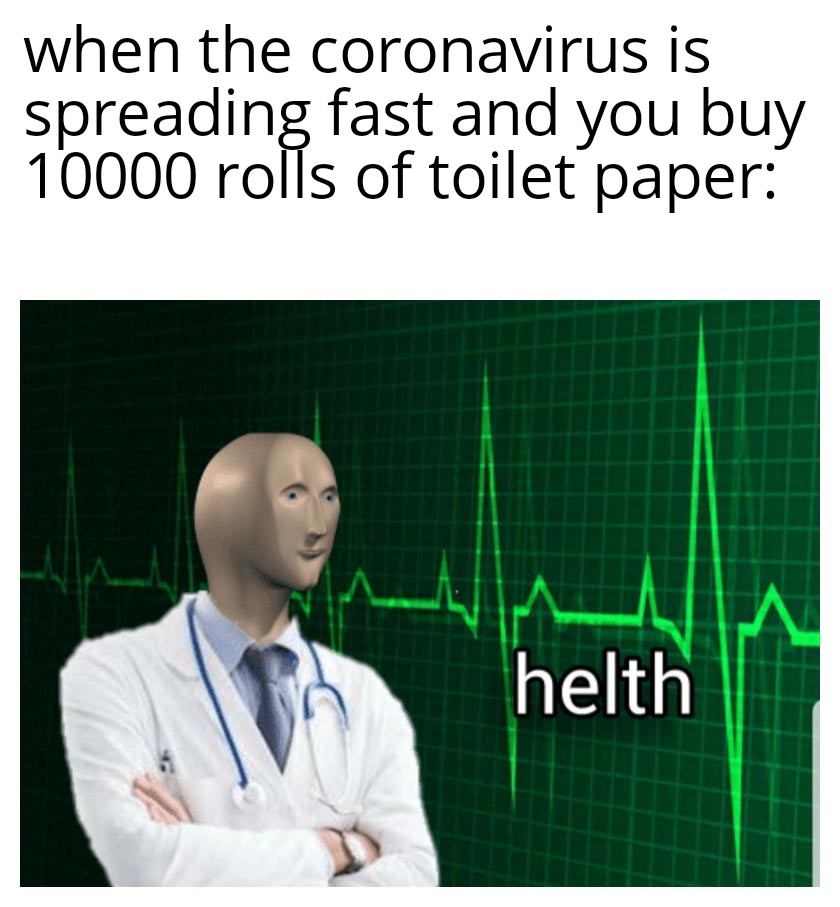 when the coronavirus is
spreading fast and you buy
10000 rolls of toilet paper:
helth